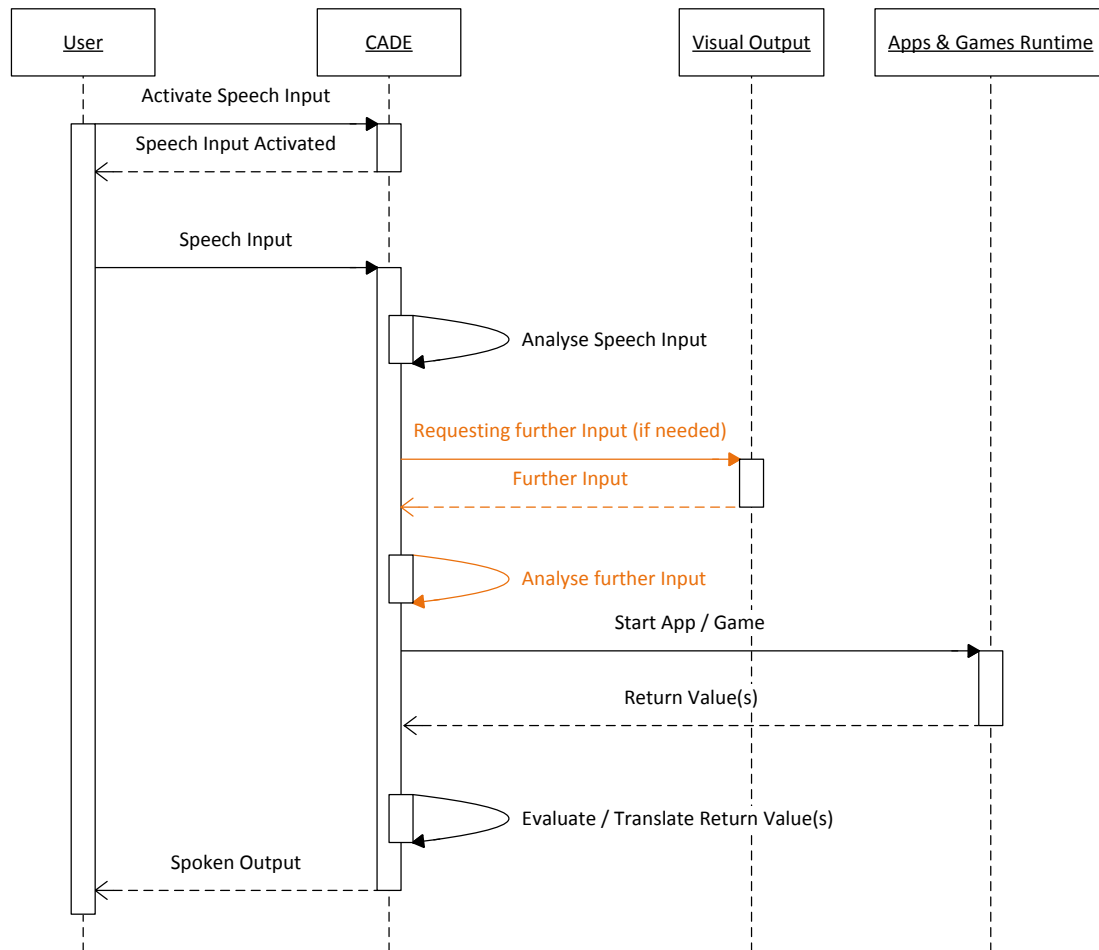 User
CADE
Visual Output
Apps & Games Runtime
Activate Speech Input
Speech Input Activated
Speech Input
Analyse Speech Input
Requesting further Input (if needed)
Further Input
Analyse further Input
Start App / Game
Return Value(s)
Evaluate / Translate Return Value(s)
Spoken Output